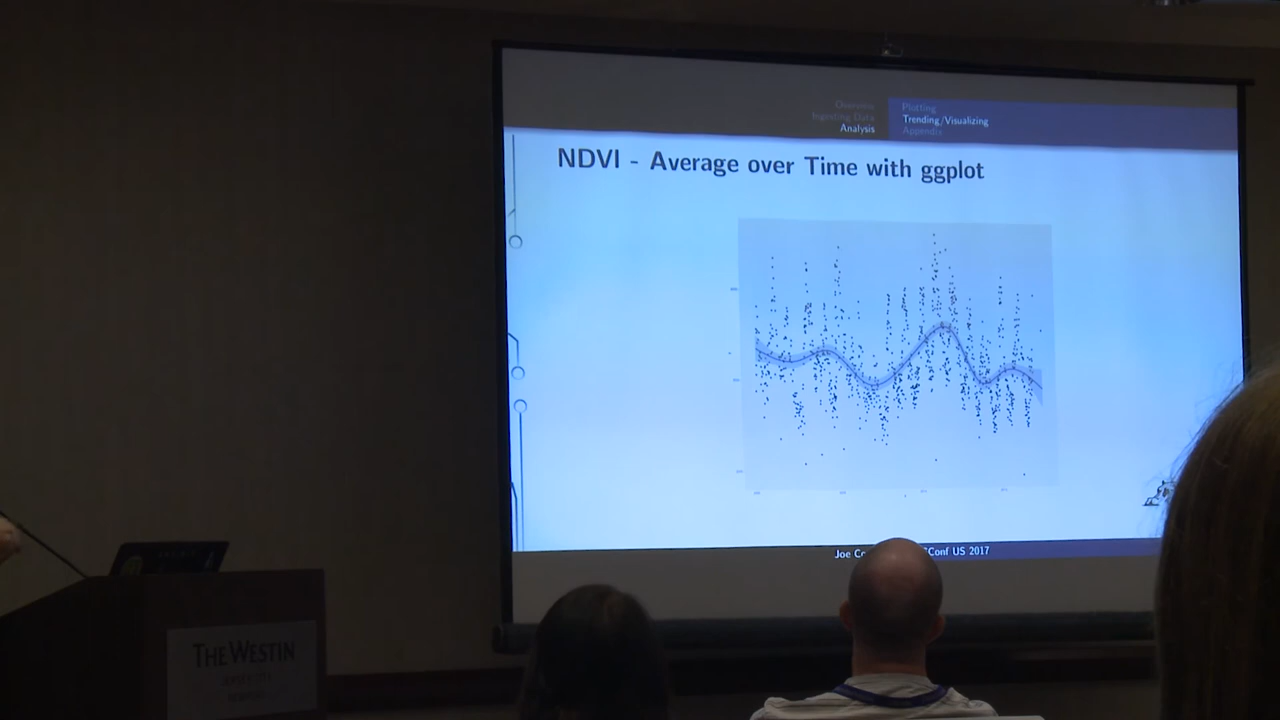 Overview
Ingesting Data
Analysis
Plotting
Trending/Visualizing
Appendix
NDVI - Average over Time with ggplot
Joe Conf US 2017
THE WESTIN